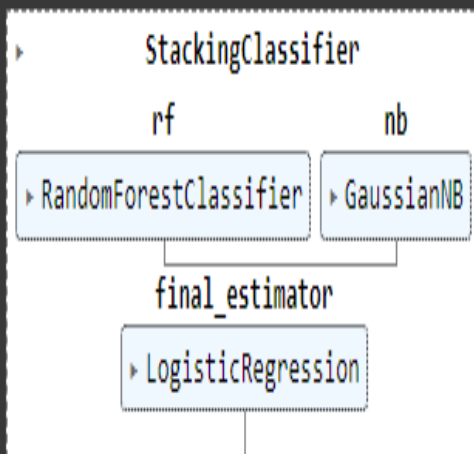 StackingClassifier
rf nb
RandomForestClassifier GaussianNB
final_estimator
LogisticRegression